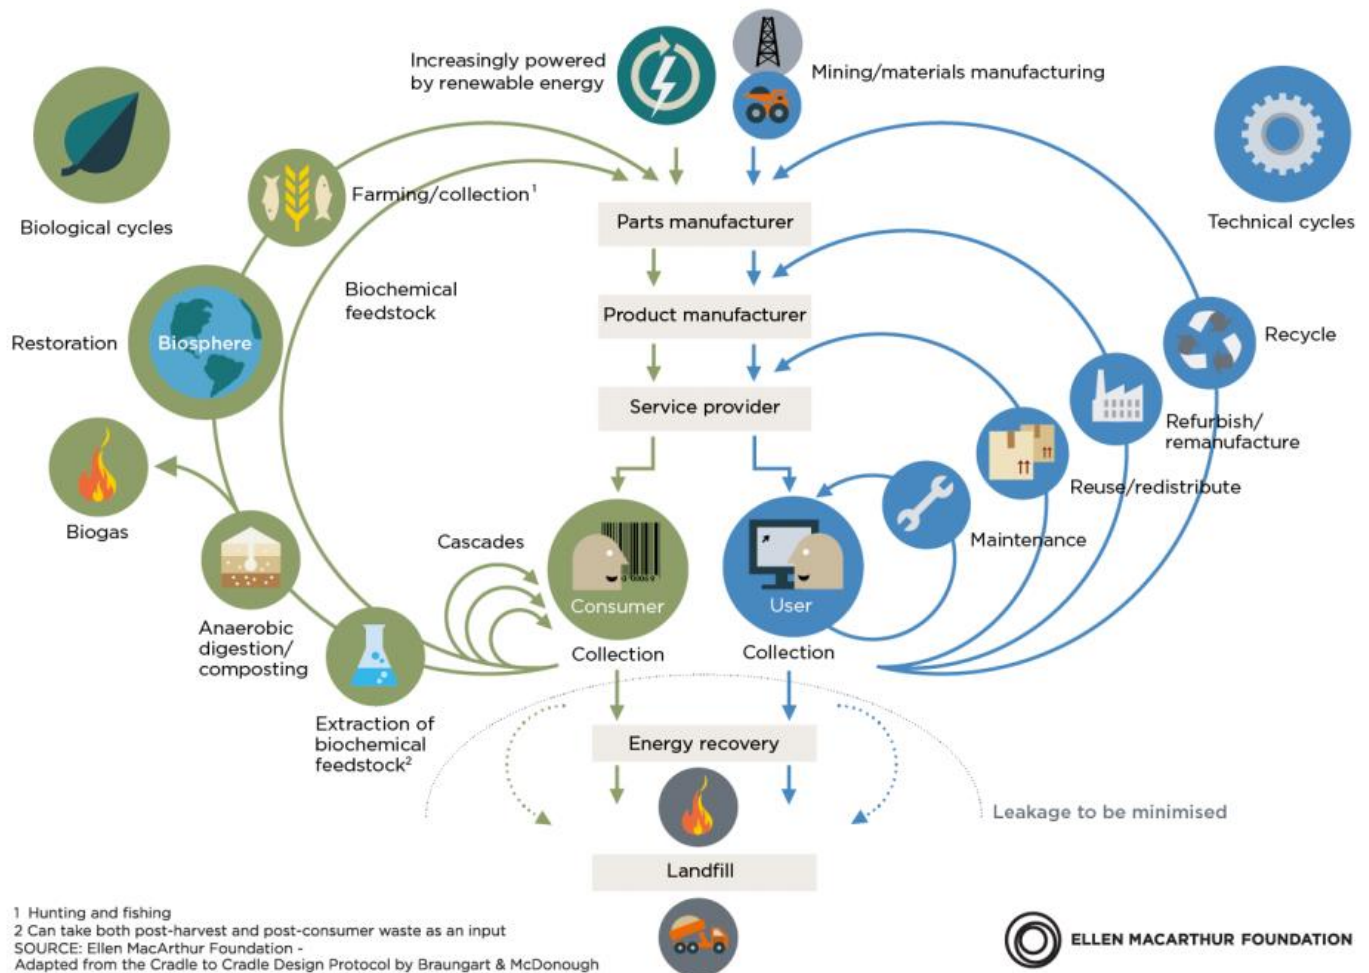 Increasingly powered
by renewable energy
Mining/materials manufacturing
Biological cycles
Farming/collection¹
Technical cycles
Parts manufacturer
Biochemical
feedstock
Product manufacturer
Restoration
Biosphere
Recycle
Service provider
Refurbish/
remanufacture
Reuse/redistribute
Biogas
Cascades
Maintenance
Consumer
User
Anaerobic
digestion/
composting
Collection
Collection
Extraction of
biochemical
feedstock²
Energy recovery
Leakage to be minimised
Landfill
1 Hunting and fishing
2 Can take both post-harvest and post-consumer waste as an input
SOURCE: Ellen MacArthur Foundation -
Adapted from the Cradle to Cradle Design Protocol by Braungart & McDonough
ELLEN MACARTHUR FOUNDATION